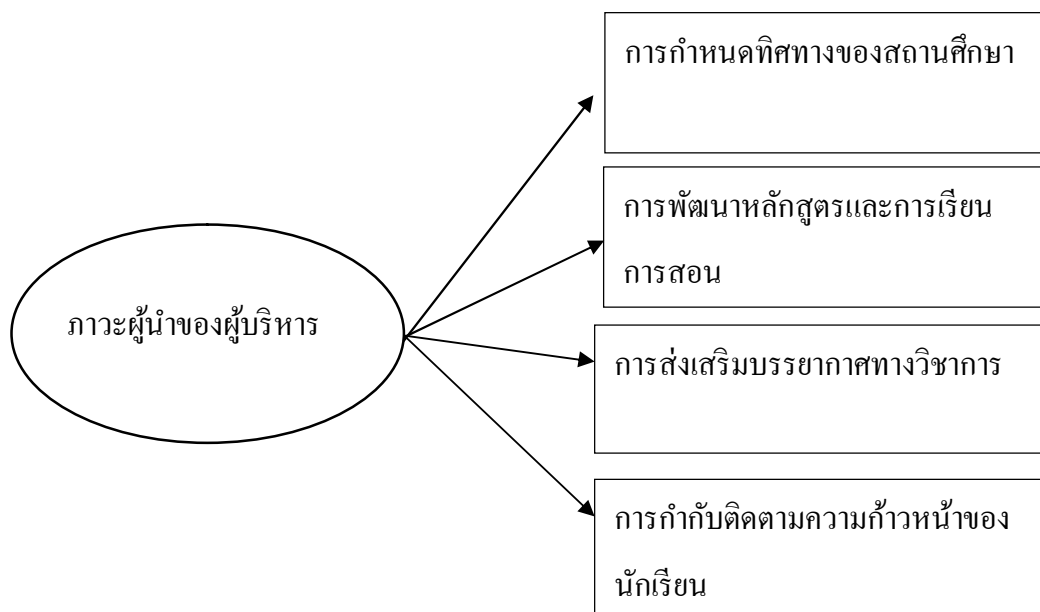 การกำหนดทิศทางของสถานศึกษา
การพัฒนาหลักสูตรและการเรียน
การสอน
ภาวะผู้นำของผู้บริหาร
การส่งเสริมบรรยากาศทางวิชาการ
การกำกับติดตามความก้าวหน้าของ
นักเรียน